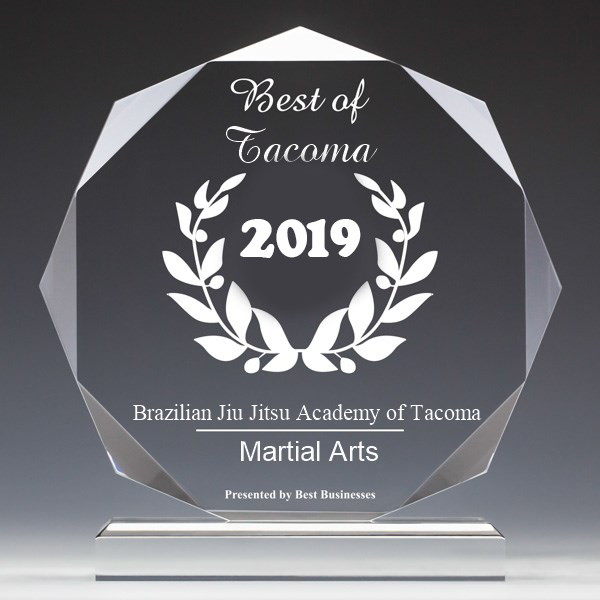 Best of
Tacoma
2019
Brazilian Jiu Jitsu Academy of Tacoma
Martial Arts
Presented by Best Businesses